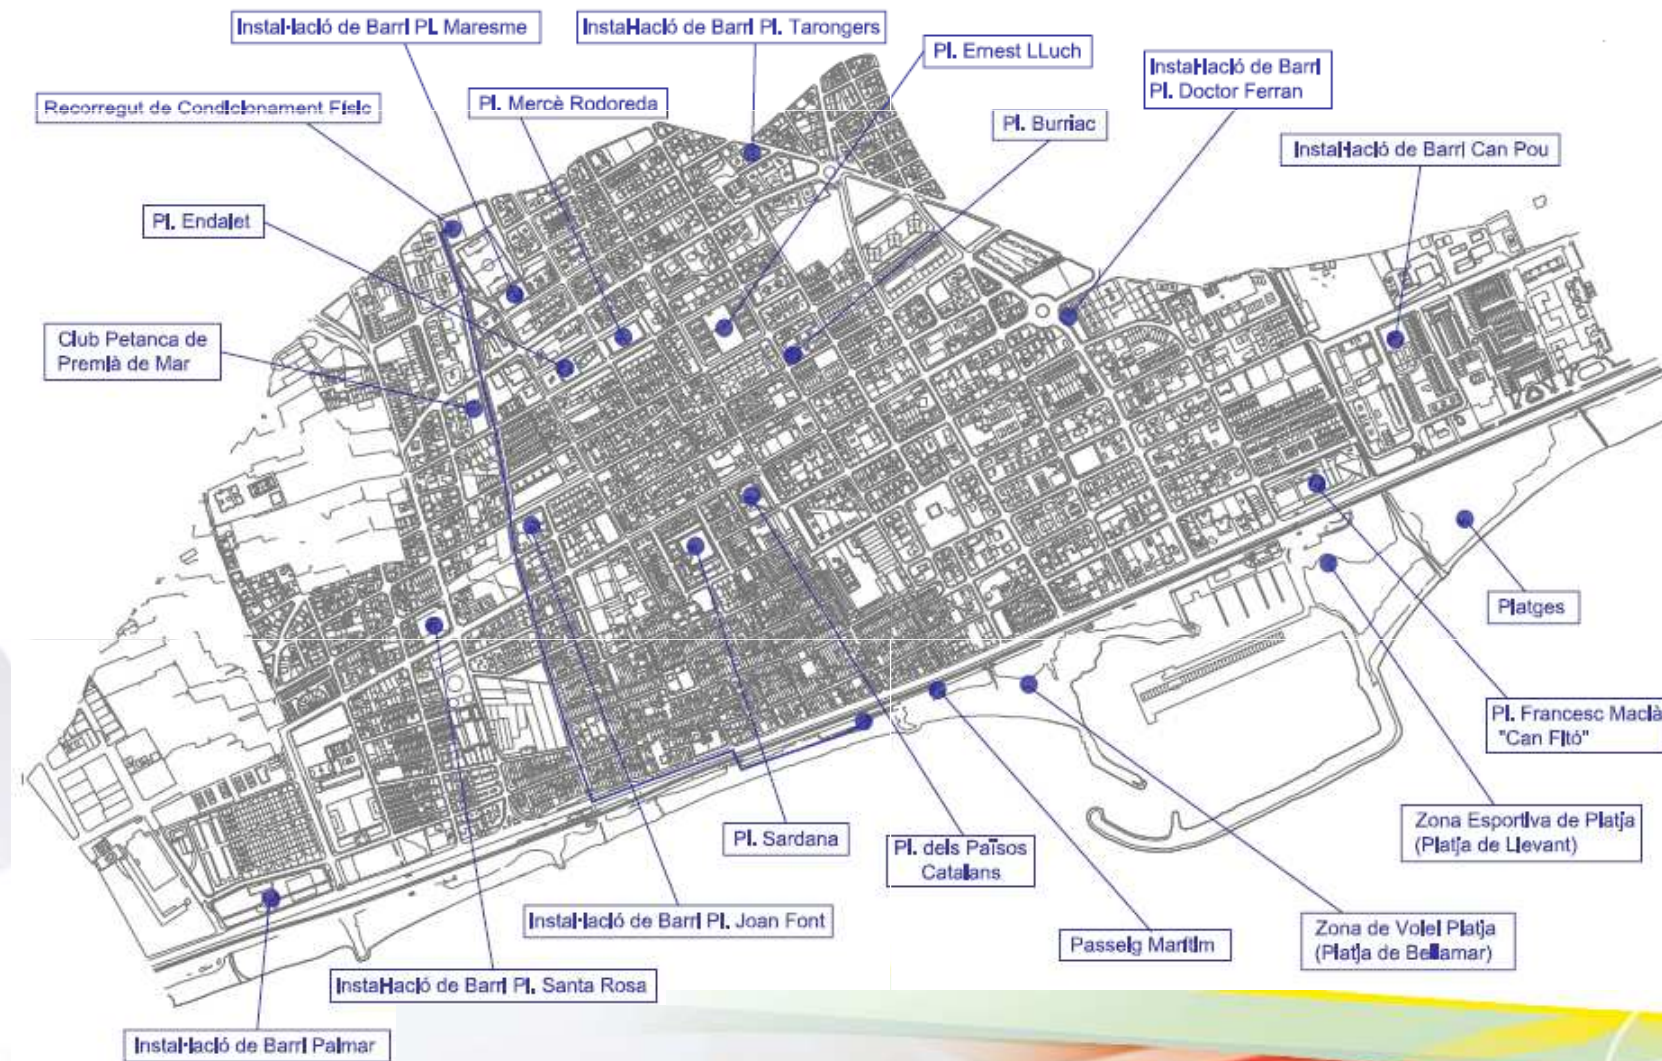 Instal·lació de Barri Pl. Maresme
Instal·lació de Barri Pl. Tarongers
Pl. Ernest LLuch
Instal·lació de Barri
Pl. Doctor Ferran
Recorregut de Condicionament Físic
Pl. Mercè Rodoreda
Pl. Burriac
Instal·lació de Barri Can Pou
Pl. Endalet
Club Petanca de
Premià de Mar
Platges
Pl. Francesc Macià
"Can Fitó"
Zona Esportiva de Platja
(Platja de Llevant)
Pl. Sardana
Pl. dels Països
Catalans
Instal·lació de Barri Pl. Joan Font
Passeig Marítim
Zona de Volei Platja
(Platja de Bellamar)
Instal·lació de Barri Pl. Santa Rosa
Instal·lació de Barri Palmar